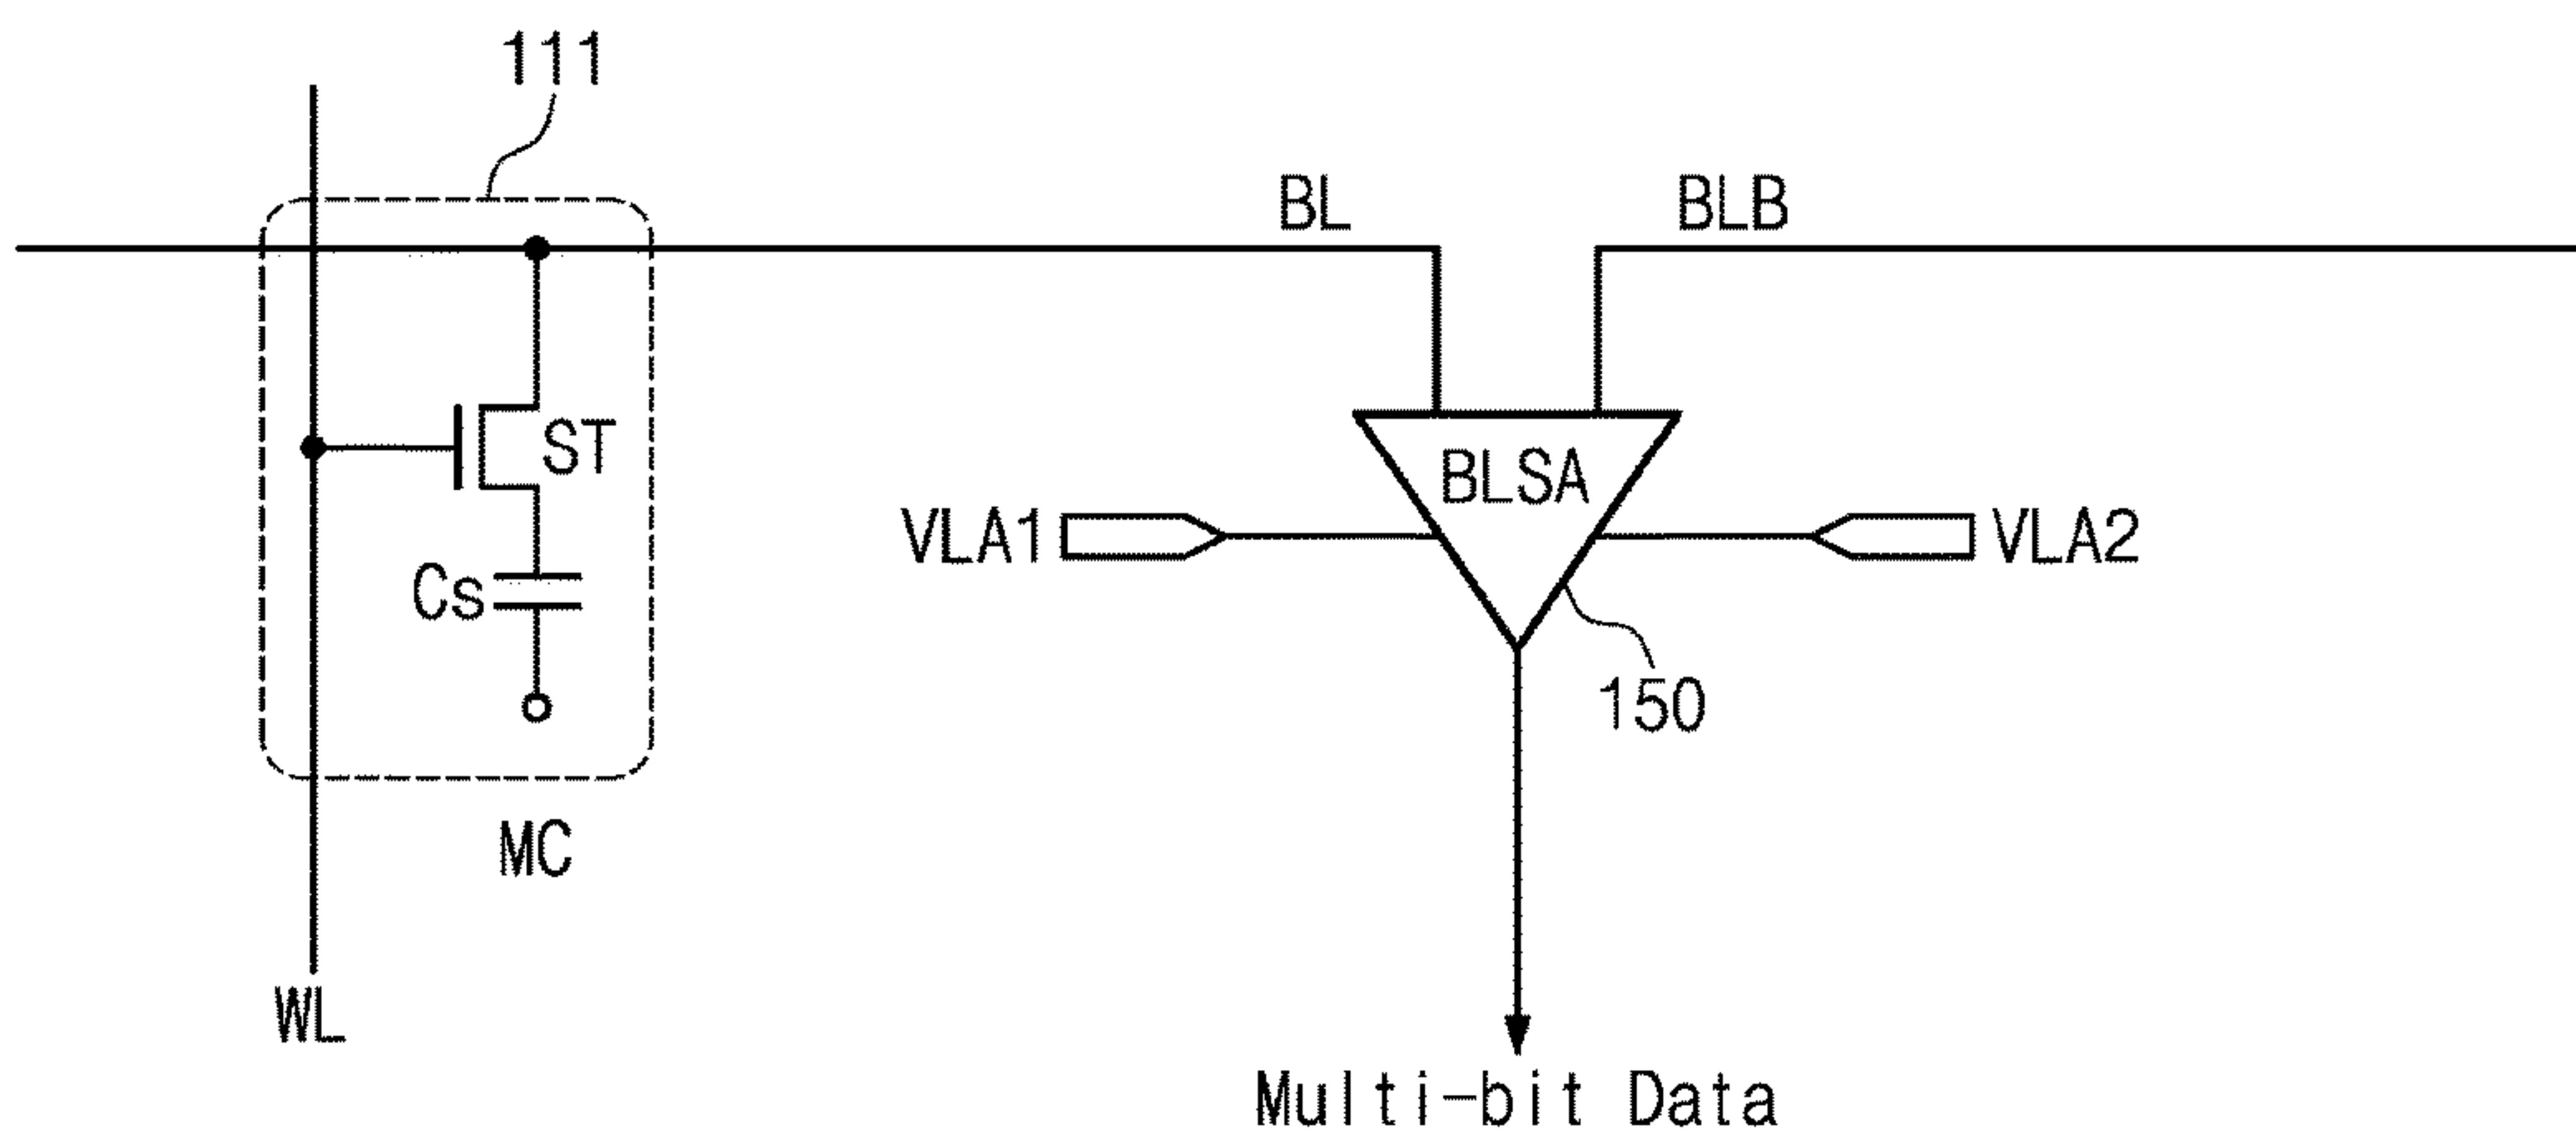 111
BL
BLB
ST
BLSA
VLA1
VLA2
Cs
150
MC
WL
Multi-bit Data